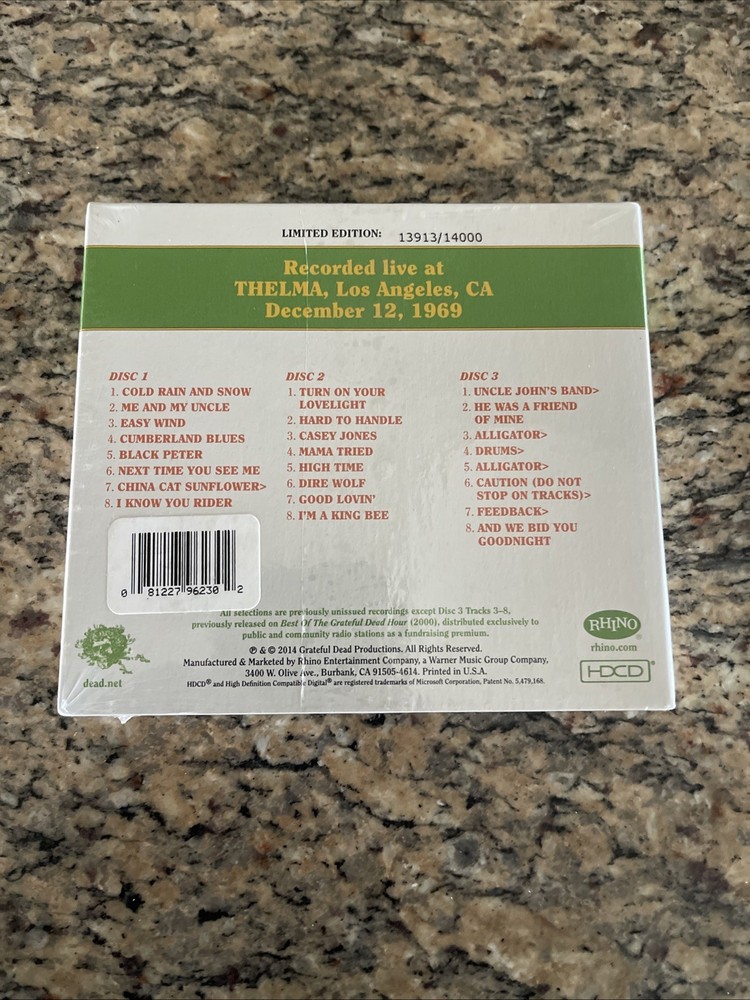 LIMITED EDITION: 13913/14000
Recorded live at
THELMA, Los Angeles, CA
December 12, 1969
DISC 1
1. COLD RAIN AND SNOW
2. ME AND MY UNCLE
3. EASY WIND
4. CUMBERLAND BLUES
5. BLACK PETER
6. NEXT TIME YOU SEE ME
7. CHINA CAT SUNFLOWER>
8. I KNOW YOU RIDER
DISC 2
1. TURN ON YOUR
LOVELIGHT
2. HARD TO HANDLE
3. CASEY JONES
4. MAMA TRIED
5. HIGH TIME
6. DIRE WOLF
7. GOOD LOVIN'
8. I'M A KING BEE
DISC 3
1. UNCLE JOHN'S BAND>
2. HE WAS A FRIEND
OF MINE
3. ALLIGATOR>
4. DRUMS>
5. ALLIGATOR>
6. CAUTION (DO NOT
STOP ON TRACKS)>
7. FEEDBACK>
8. AND WE BID YOU
GOODNIGHT
0 81227 96230 2
All selections are previously unissued recordings except Disc 3 Tracks 3–8,
previously released on Best Of The Grateful Dead Hour (2000), distributed exclusively to
public and community radio stations as a fundraising premium.
℗ & © 2014 Grateful Dead Productions. All Rights Reserved.
Manufactured & Marketed by Rhino Entertainment Company, a Warner Music Group Company,
3400 W. Olive Ave., Burbank, CA 91505-4614. Printed in U.S.A.
HDCD® and High Definition Compatible Digital® are registered trademarks of Microsoft Corporation, Patent No. 5,479,168.
dead.net
RHINO®
rhino.com
HDCD®